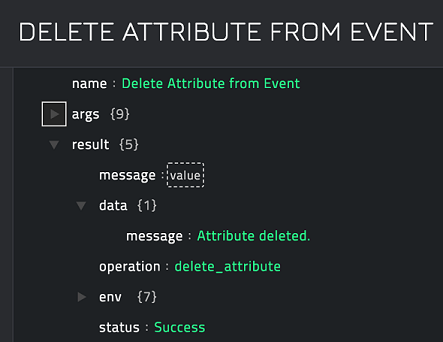 DELETE ATTRIBUTE FROM EVENT
name : Delete Attribute from Event
args {9}
result {5}
message : value
data {1}
message : Attribute deleted.
operation : delete_attribute
env {7}
status : Success